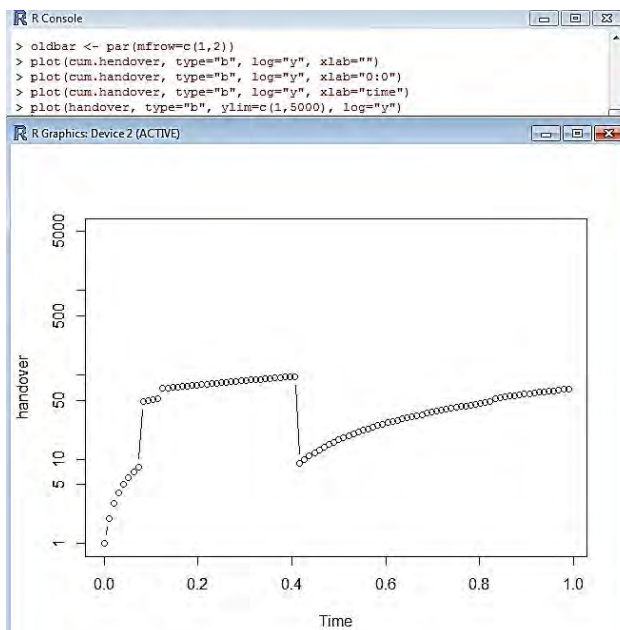 R Console
> oldbar <- par(mfrow=c(1,2))
> plot(cum.hendover, type="b", log="y", xlab="")
> plot(cum.handover, type="b", log="y", xlab="0:0")
> plot(cum.handover, type="b", log="y", xlab="time")
> plot(handover, type="b", ylim=c(1,5000), log="y")
R Graphics: Device 2 (ACTIVE)
5000
500
50
10
5
1
handover
0.0 0.2 0.4 0.6 0.8 1.0
Time